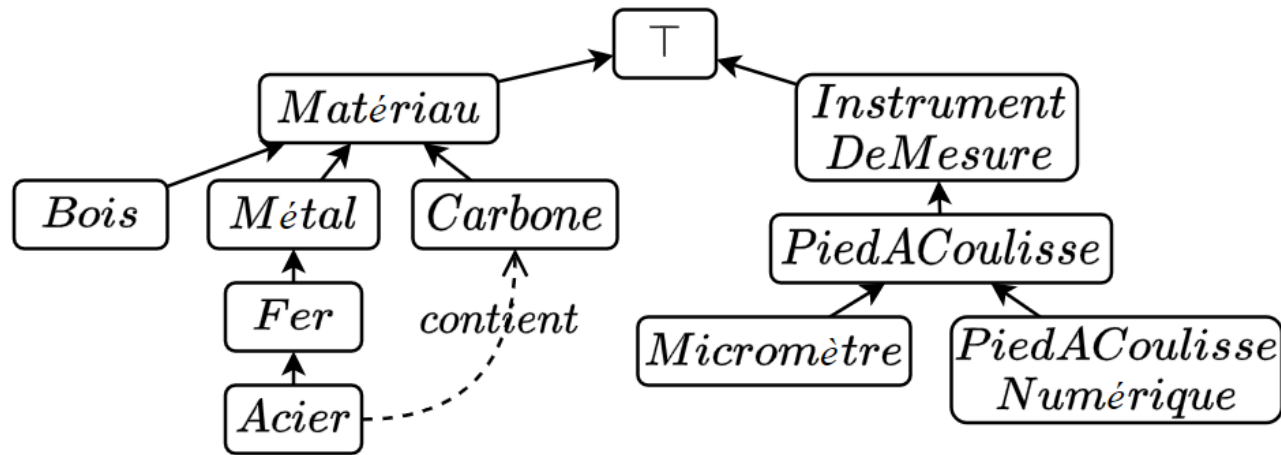 ⊤
Matériau
Instrument
DeMesure
Bois
Métal
Carbone
PiedACoulisse
Fer
contient
Micromètre
PiedACoulisse
Numérique
Acier